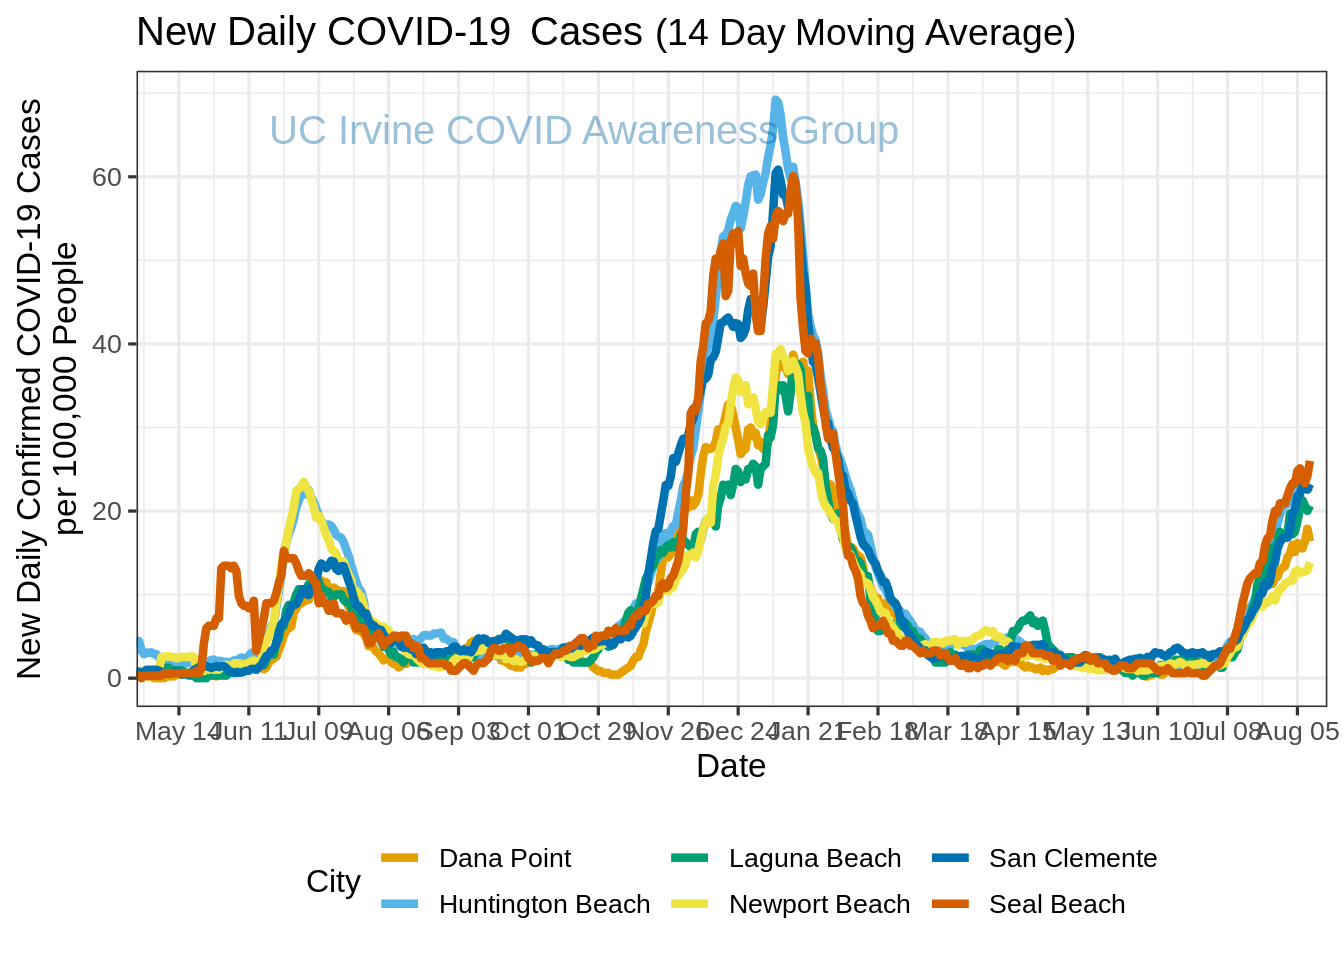 New Daily COVID-19 Cases (14 Day Moving Average)
UC Irvine COVID Awareness Group
New Daily Confirmed COVID-19 Cases
per 100,000 People
60
40
20
0
May 14 Jun 11 Jul 09 Aug 06 Sep 03 Oct 01 Oct 29 Nov 26 Dec 24 Jan 21 Feb 18 Mar 18 Apr 15 May 13 Jun 10 Jul 08 Aug 05
Date
City
Dana Point Laguna Beach San Clemente
Huntington Beach Newport Beach Seal Beach